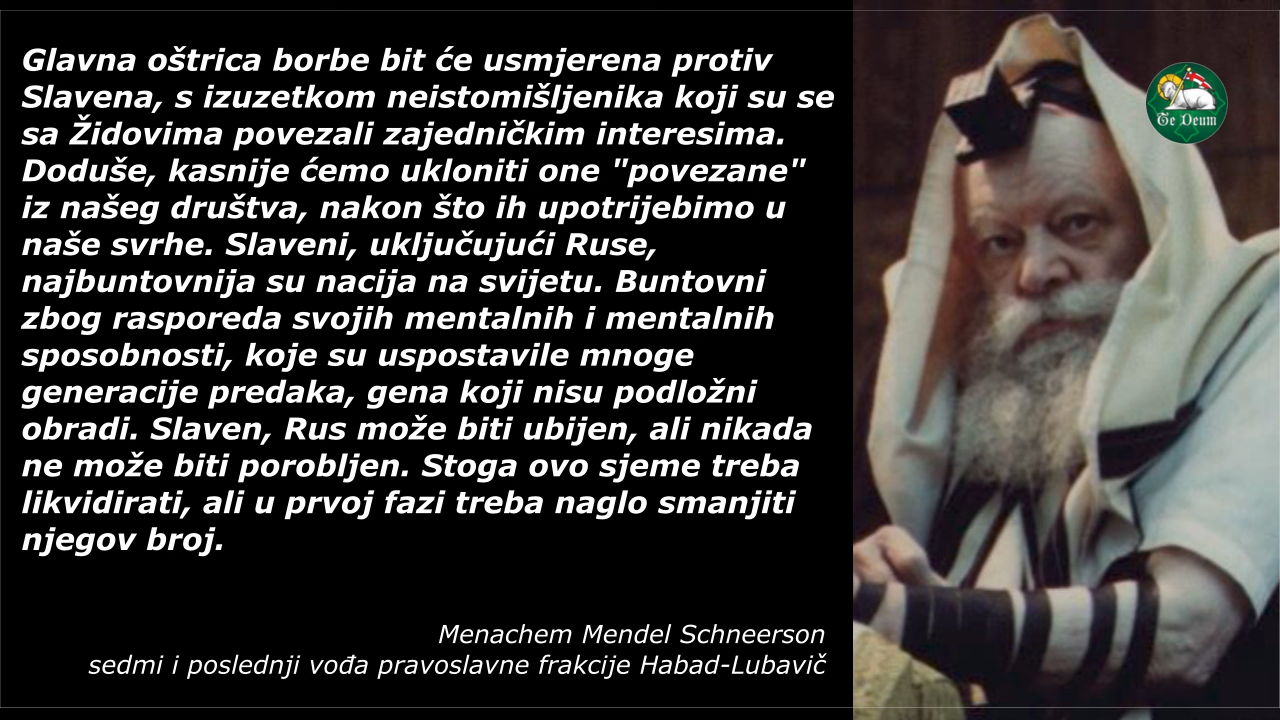 Glavna oštrica borbe bit će usmjerena protiv
Slavena, s izuzetkom neistomišljenika koji su se
sa Židovima povezali zajedničkim interesima.
Doduše, kasnije ćemo ukloniti one "povezane"
iz našeg društva, nakon što ih upotrijebimo u
naše svrhe. Slaveni, uključujući Ruse,
najbuntovnija su nacija na svijetu. Buntovni
zbog rasporeda svojih mentalnih i mentalnih
sposobnosti, koje su uspostavile mnoge
generacije predaka, gena koji nisu podložni
obradi. Slaven, Rus može biti ubijen, ali nikada
ne može biti porobljen. Stoga ovo sjeme treba
likvidirati, ali u prvoj fazi treba naglo smanjiti
njegov broj.
Menachem Mendel Schneerson
sedmi i poslednji vođa pravoslavne frakcije Habad-Lubavič
Te Deum